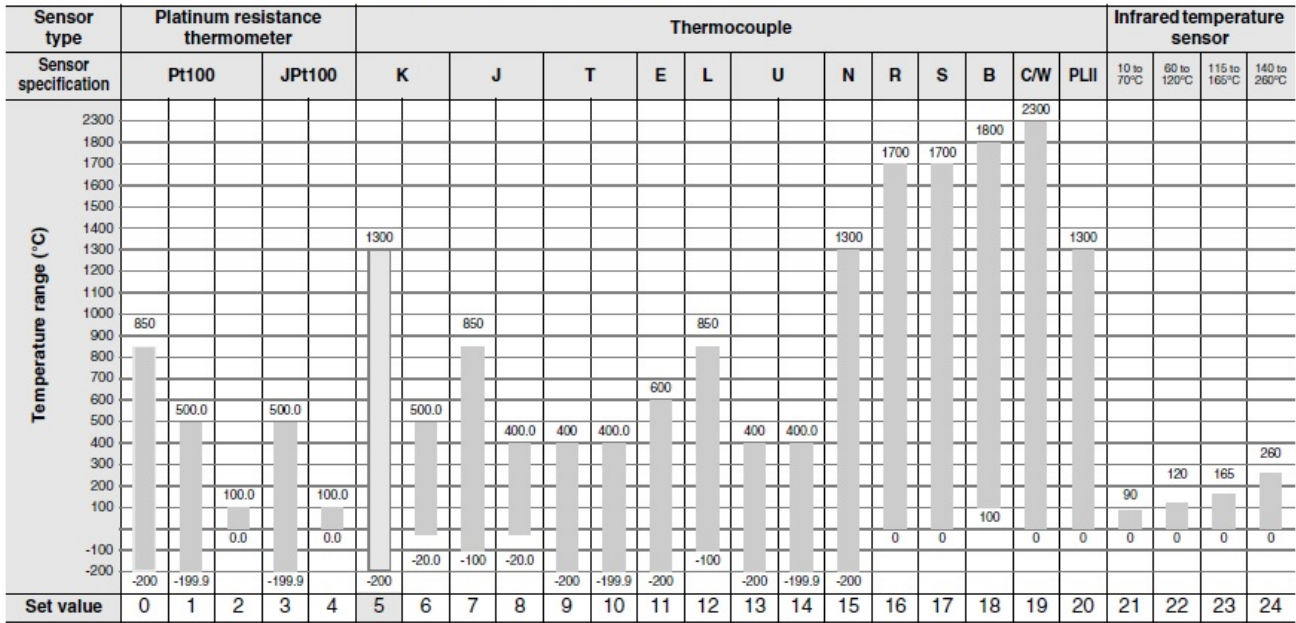 Sensor type Platinum resistance thermometer Thermocouple Infrared temperature sensor
Sensor specification Pt100 JPt100 K J T E L U N R S B C/W PLII 10 to 70°C 60 to 120°C 115 to 165°C 140 to 260°C
Temperature range (°C)
2300 2300
1800 1800
1700 1700 1700
1600
1500
1400
1300 1300 1300 1300
1200
1100
1000
900 850 850 850
800
700
600 600
500 500.0 500.0 500.0
400 400.0 400 400.0 400 400.0
300 260
200 120 165
100 100.0 100.0 100 90
0.0 0.0 0 0 0 0 0 0 0 0
-100 -20.0 -100 -20.0 -100
-200 -200 -199.9 -199.9 -200 -200 -199.9 -200 -200 -199.9 -200
Set value 0 1 2 3 4 5 6 7 8 9 10 11 12 13 14 15 16 17 18 19 20 21 22 23 24